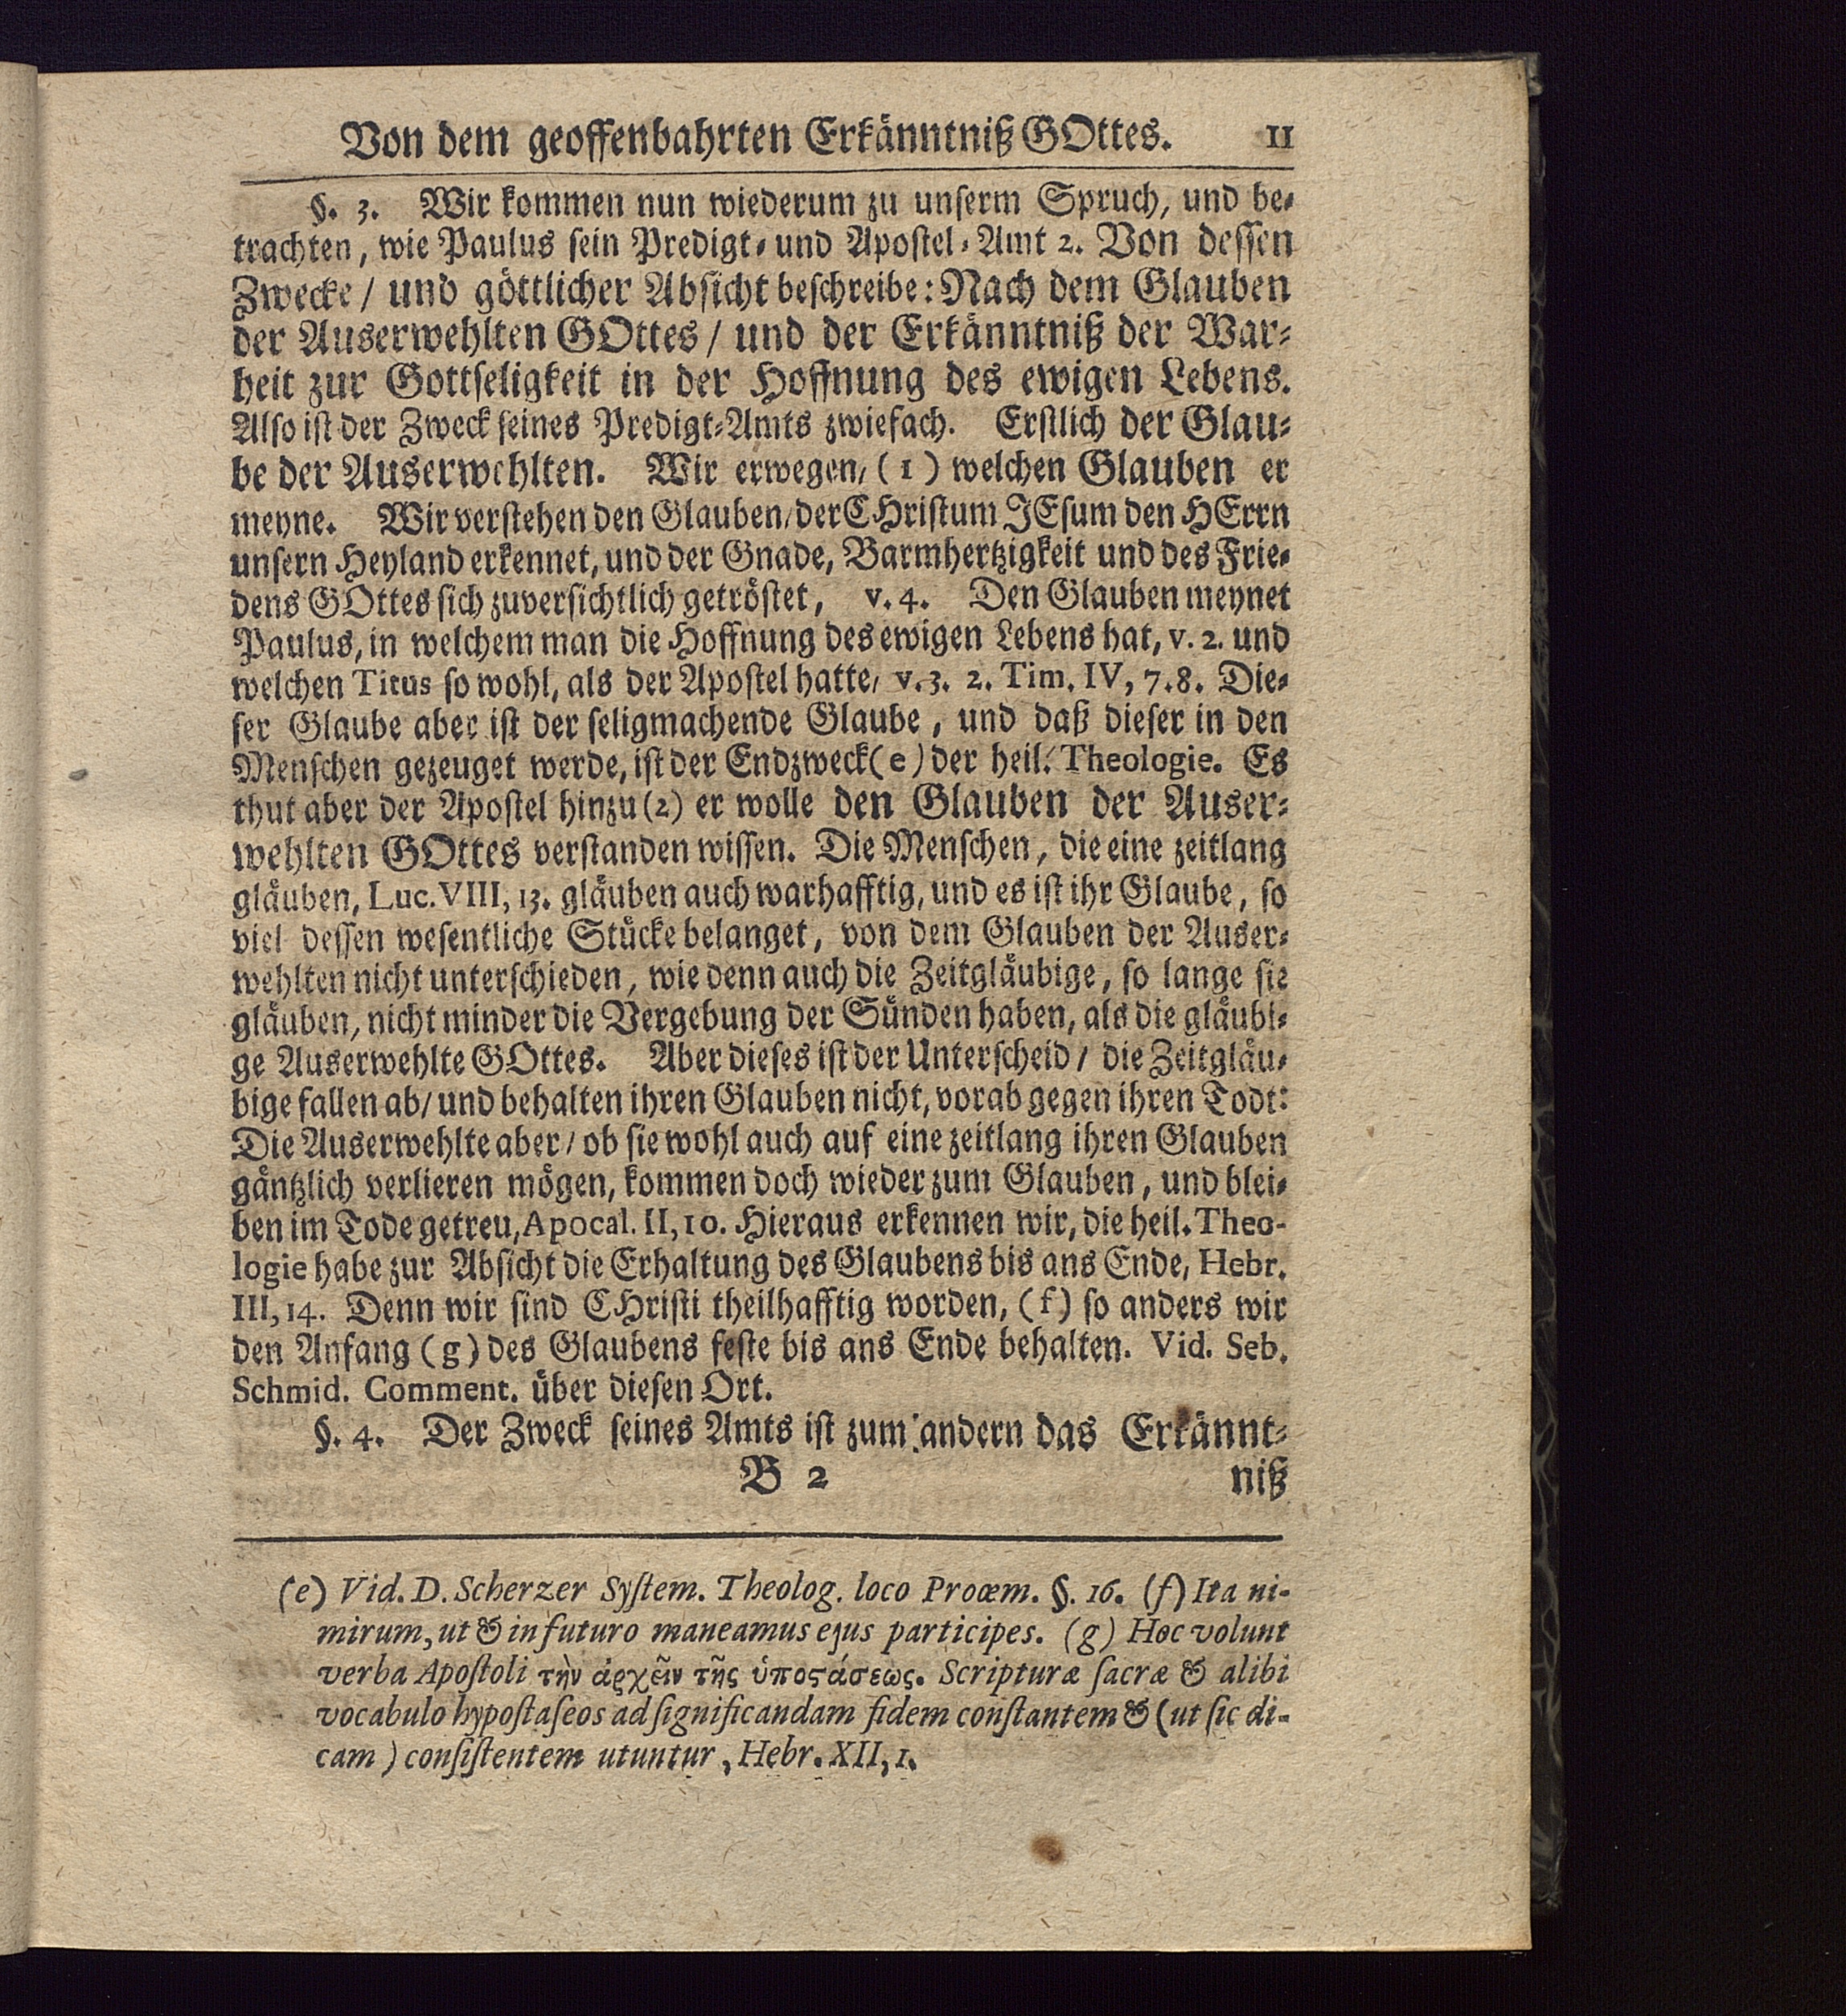 Von dem geoffenbahrten Erkänntniß GOttes. 11
§. 3. Wir kommen nun wiederum zu unserm Spruch, und be-
trachten, wie Paulus sein Predigt- und Apostel-Amt 2. Von dessen
Zwecke / und göttlicher Absicht beschreibe: Nach dem Glauben
der Auserwehlten GOttes / und der Erkänntniß der War-
heit zur Gottseligkeit in der Hoffnung des ewigen Lebens.
Also ist der Zweck seines Predigt-Amts zwiefach. Erstlich der Glau-
be der Auserwehlten. Wir erwegen, (1) welchen Glauben er
meyne. Wir verstehen den Glauben, der CHristum JEsum den HErrn
unsern Heyland erkennet, und der Gnade, Barmhertzigkeit und des Frie-
dens GOttes sich zuversichtlich getröstet, v. 4. Den Glauben meynet
Paulus, in welchem man die Hoffnung des ewigen Lebens hat, v. 2. und
welchen Titus so wohl, als der Apostel hatte, v. 3. 2. Tim. IV, 7. 8. Die-
ser Glaube aber ist der seligmachende Glaube, und daß dieser in den
Menschen gezeuget werde, ist der Endzweck (e) der heil. Theologie. Es
thut aber der Apostel hinzu (2) er wolle den Glauben der Auser-
wehlten GOttes verstanden wissen. Die Menschen, die eine zeitlang
gläuben, Luc. VIII, 13. gläuben auch warhafftig, und es ist ihr Glaube, so
viel dessen wesentliche Stücke belanget, von dem Glauben der Auser-
wehlten nicht unterschieden, wie denn auch die Zeitgläubige, so lange sie
gläuben, nicht minder die Vergebung der Sünden haben, als die gläubi-
ge Auserwehlte GOttes. Aber dieses ist der Unterscheid / die Zeitgläu-
bige fallen ab / und behalten ihren Glauben nicht, vorab gegen ihren Todt:
Die Auserwehlte aber / ob sie wohl auch auf eine zeitlang ihren Glauben
gäntzlich verlieren mögen, kommen doch wieder zum Glauben, und blei-
ben im Tode getreu, Apocal. II, 10. Hieraus erkennen wir, die heil. Theo-
logie habe zur Absicht die Erhaltung des Glaubens bis ans Ende, Hebr.
III, 14. Denn wir sind CHristi theilhafftig worden, (f) so anders wir
den Anfang (g) des Glaubens feste bis ans Ende behalten. Vid. Seb.
Schmid. Comment. über diesen Ort.
§. 4. Der Zweck seines Amts ist zum andern das Erkännt-
B 2 niß
(e) Vid. D. Scherzer System. Theolog. loco Prooem. §. 16. (f) Ita ni-
mirum, ut & in futuro maneamus ejus participes. (g) Hoc volunt
verba Apostoli τὴν ἀρχῆν τῆς ὑποςάσεως. Scripturæ sacræ & alibi
vocabulo hypostaseos ad significandam fidem constantem & (ut sic di-
cam) consistentem utuntur, Hebr. XII, 1.